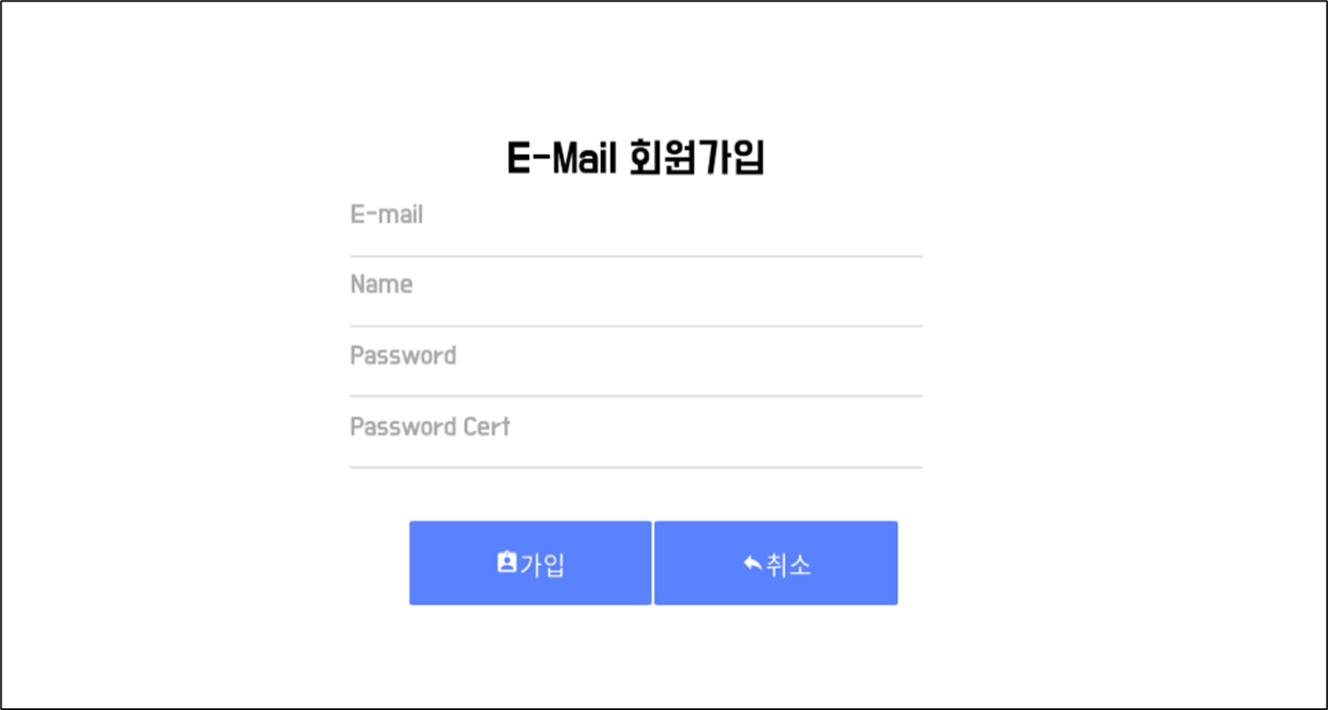 E-Mail 회원가입
E-mail
Name
Password
Password Cert
가입 취소